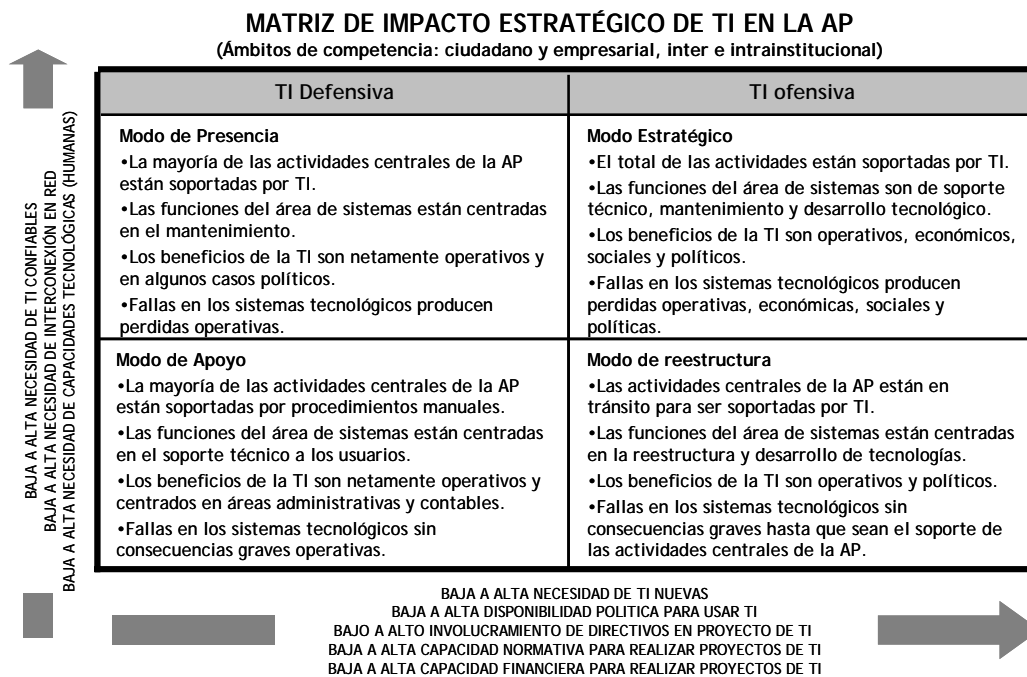 MATRIZ DE IMPACTO ESTRATÉGICO DE TI EN LA AP
(Ámbitos de competencia: ciudadano y empresarial, inter e intrainstitucional)
TI Defensiva
TI ofensiva
Modo de Presencia
•La mayoría de las actividades centrales de la AP
están soportadas por TI.
•Las funciones del área de sistemas están centradas
en el mantenimiento.
•Los beneficios de la TI son netamente operativos y
en algunos casos políticos.
•Fallas en los sistemas tecnológicos producen
perdidas operativas.
Modo Estratégico
•El total de las actividades están soportadas por TI.
•Las funciones del área de sistemas son de soporte
técnico, mantenimiento y desarrollo tecnológico.
•Los beneficios de la TI son operativos, económicos,
sociales y políticos.
•Fallas en los sistemas tecnológicos producen
perdidas operativas, económicas, sociales y
políticas.
Modo de Apoyo
•La mayoría de las actividades centrales de la AP
están soportadas por procedimientos manuales.
•Las funciones del área de sistemas están centradas
en el soporte técnico a los usuarios.
•Los beneficios de la TI son netamente operativos y
centrados en áreas administrativas y contables.
•Fallas en los sistemas tecnológicos sin
consecuencias graves operativas.
Modo de reestructura
•Las actividades centrales de la AP están en
tránsito para ser soportadas por TI.
•Las funciones del área de sistemas están centradas
en la reestructura y desarrollo de tecnologías.
•Los beneficios de la TI son operativos y políticos.
•Fallas en los sistemas tecnológicos sin
consecuencias graves hasta que sean el soporte de
las actividades centrales de la AP.
BAJA A ALTA NECESIDAD DE TI CONFIABLES
BAJA A ALTA NECESIDAD DE INTERCONEXIÓN EN RED
BAJA A ALTA NECESIDAD DE CAPACIDADES TECNOLÓGICAS (HUMANAS)
BAJA A ALTA NECESIDAD DE TI NUEVAS
BAJA A ALTA DISPONIBILIDAD POLITICA PARA USAR TI
BAJO A ALTO INVOLUCRAMIENTO DE DIRECTIVOS EN PROYECTO DE TI
BAJA A ALTA CAPACIDAD NORMATIVA PARA REALIZAR PROYECTOS DE TI
BAJA A ALTA CAPACIDAD FINANCIERA PARA REALIZAR PROYECTOS DE TI